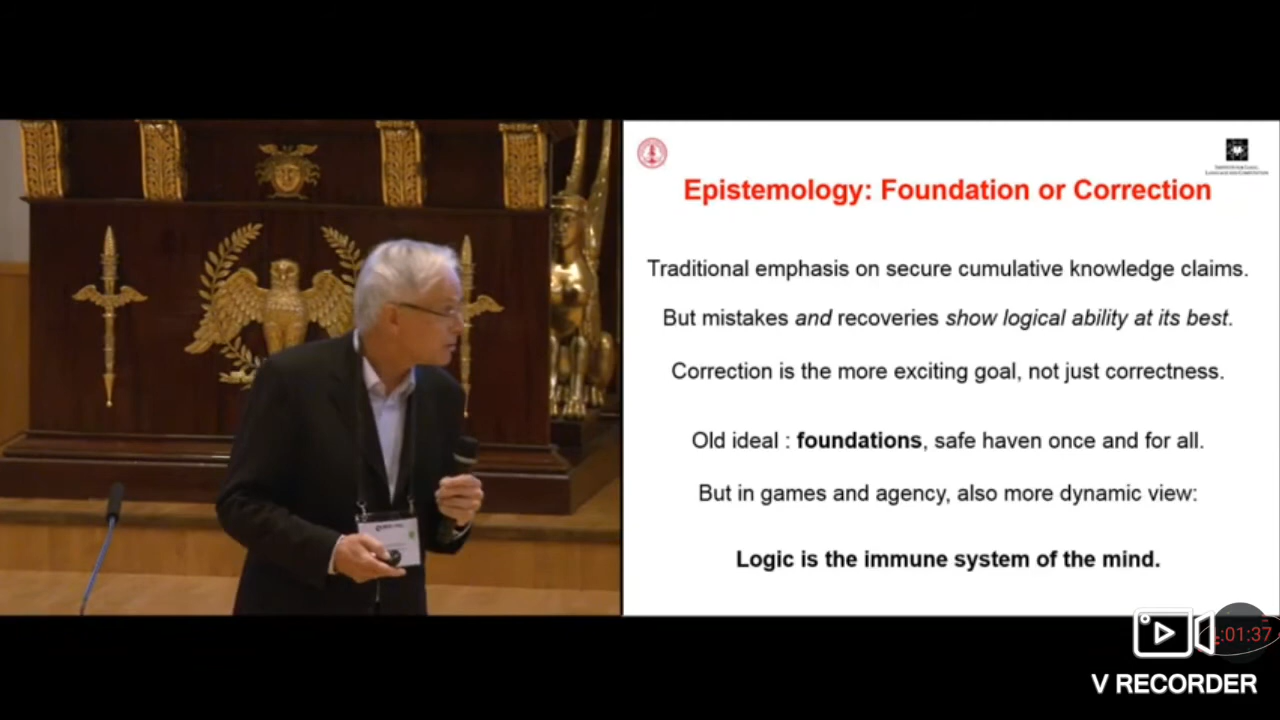 Epistemology: Foundation or Correction
Traditional emphasis on secure cumulative knowledge claims.
But mistakes and recoveries show logical ability at its best.
Correction is the more exciting goal, not just correctness.
Old ideal : foundations, safe haven once and for all.
But in games and agency, also more dynamic view:
Logic is the immune system of the mind.
:01:37
V RECORDER